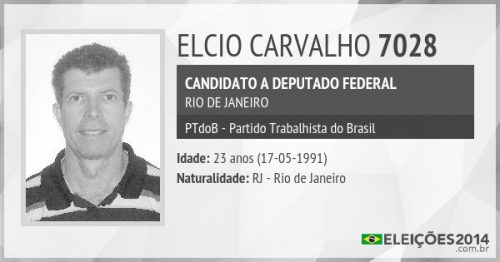 ELCIO CARVALHO 7028
CANDIDATO A DEPUTADO FEDERAL
RIO DE JANEIRO
PTdoB - Partido Trabalhista do Brasil
Idade: 23 anos (17-05-1991)
Naturalidade: RJ - Rio de Janeiro
ELEIÇÕES2014
.com.br